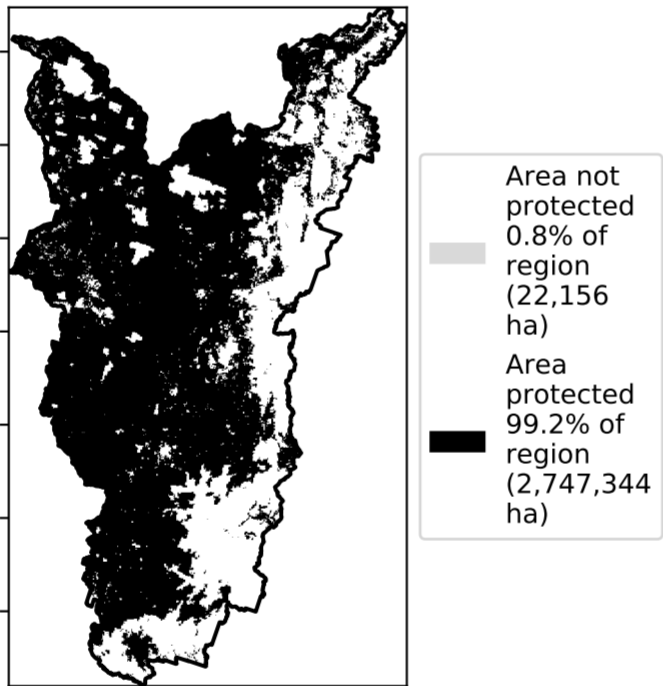 Area not
protected
0.8% of
region
(22,156
ha)
Area
protected
99.2% of
region
(2,747,344
ha)